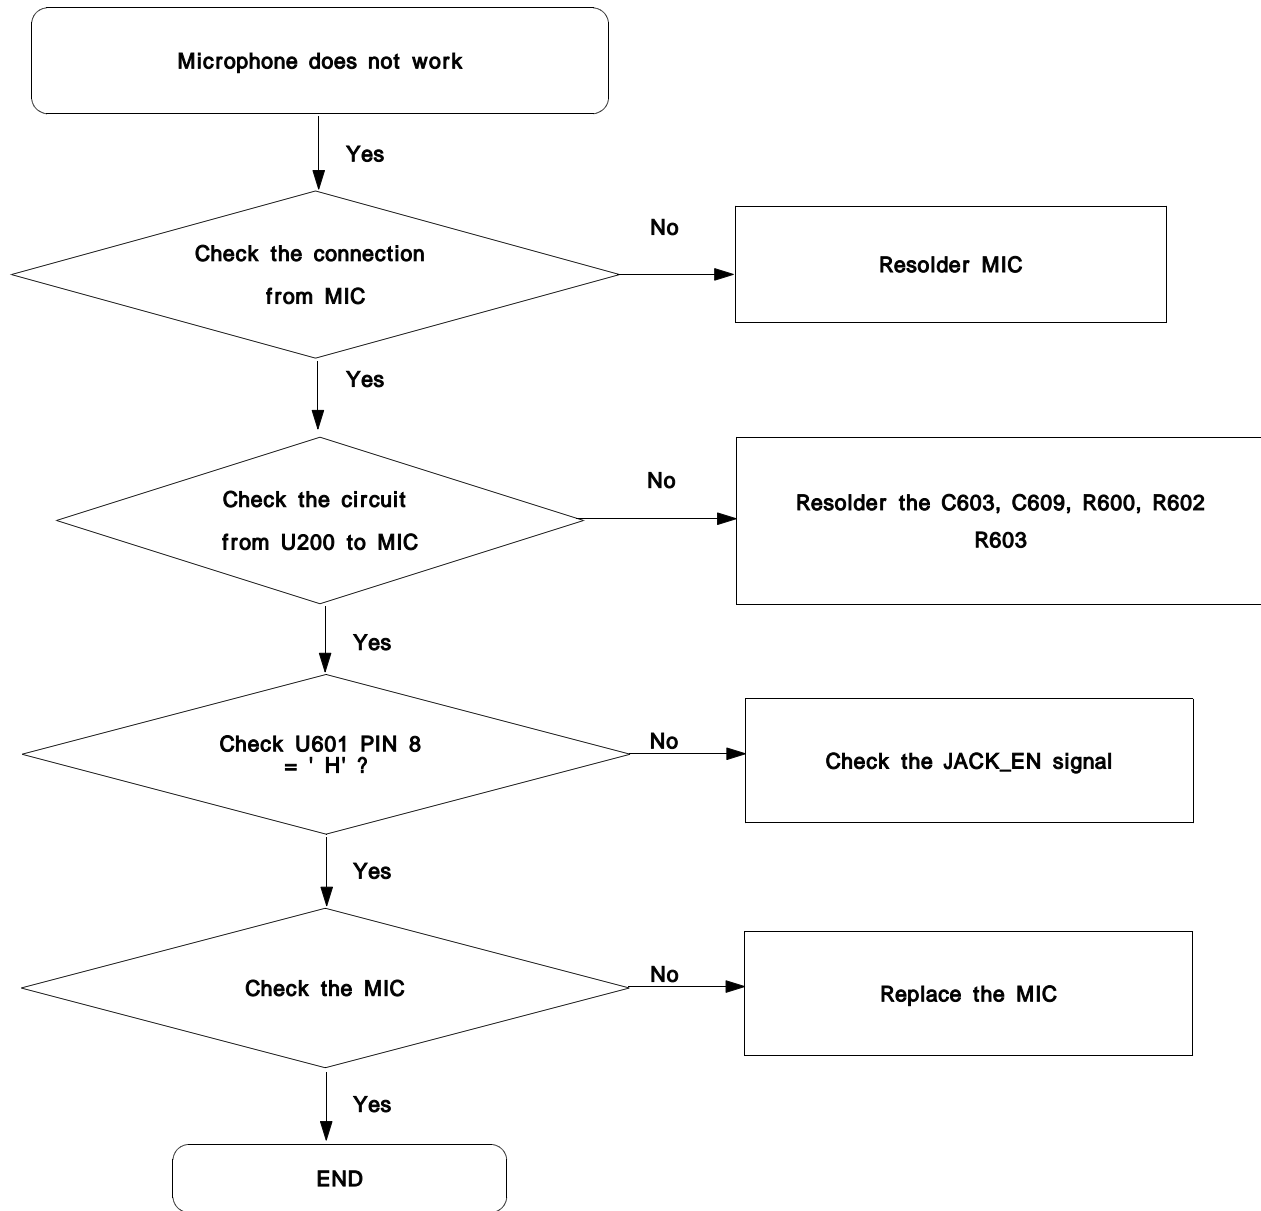 Microphone does not work
Yes
Check the connection
from MIC
No
Resolder MIC
Yes
Check the circuit
from U200 to MIC
No
Resolder the C603, C609, R600, R602
R603
Yes
Check U601 PIN 8
= ' H' ?
No
Check the JACK_EN signal
Yes
Check the MIC
No
Replace the MIC
Yes
END